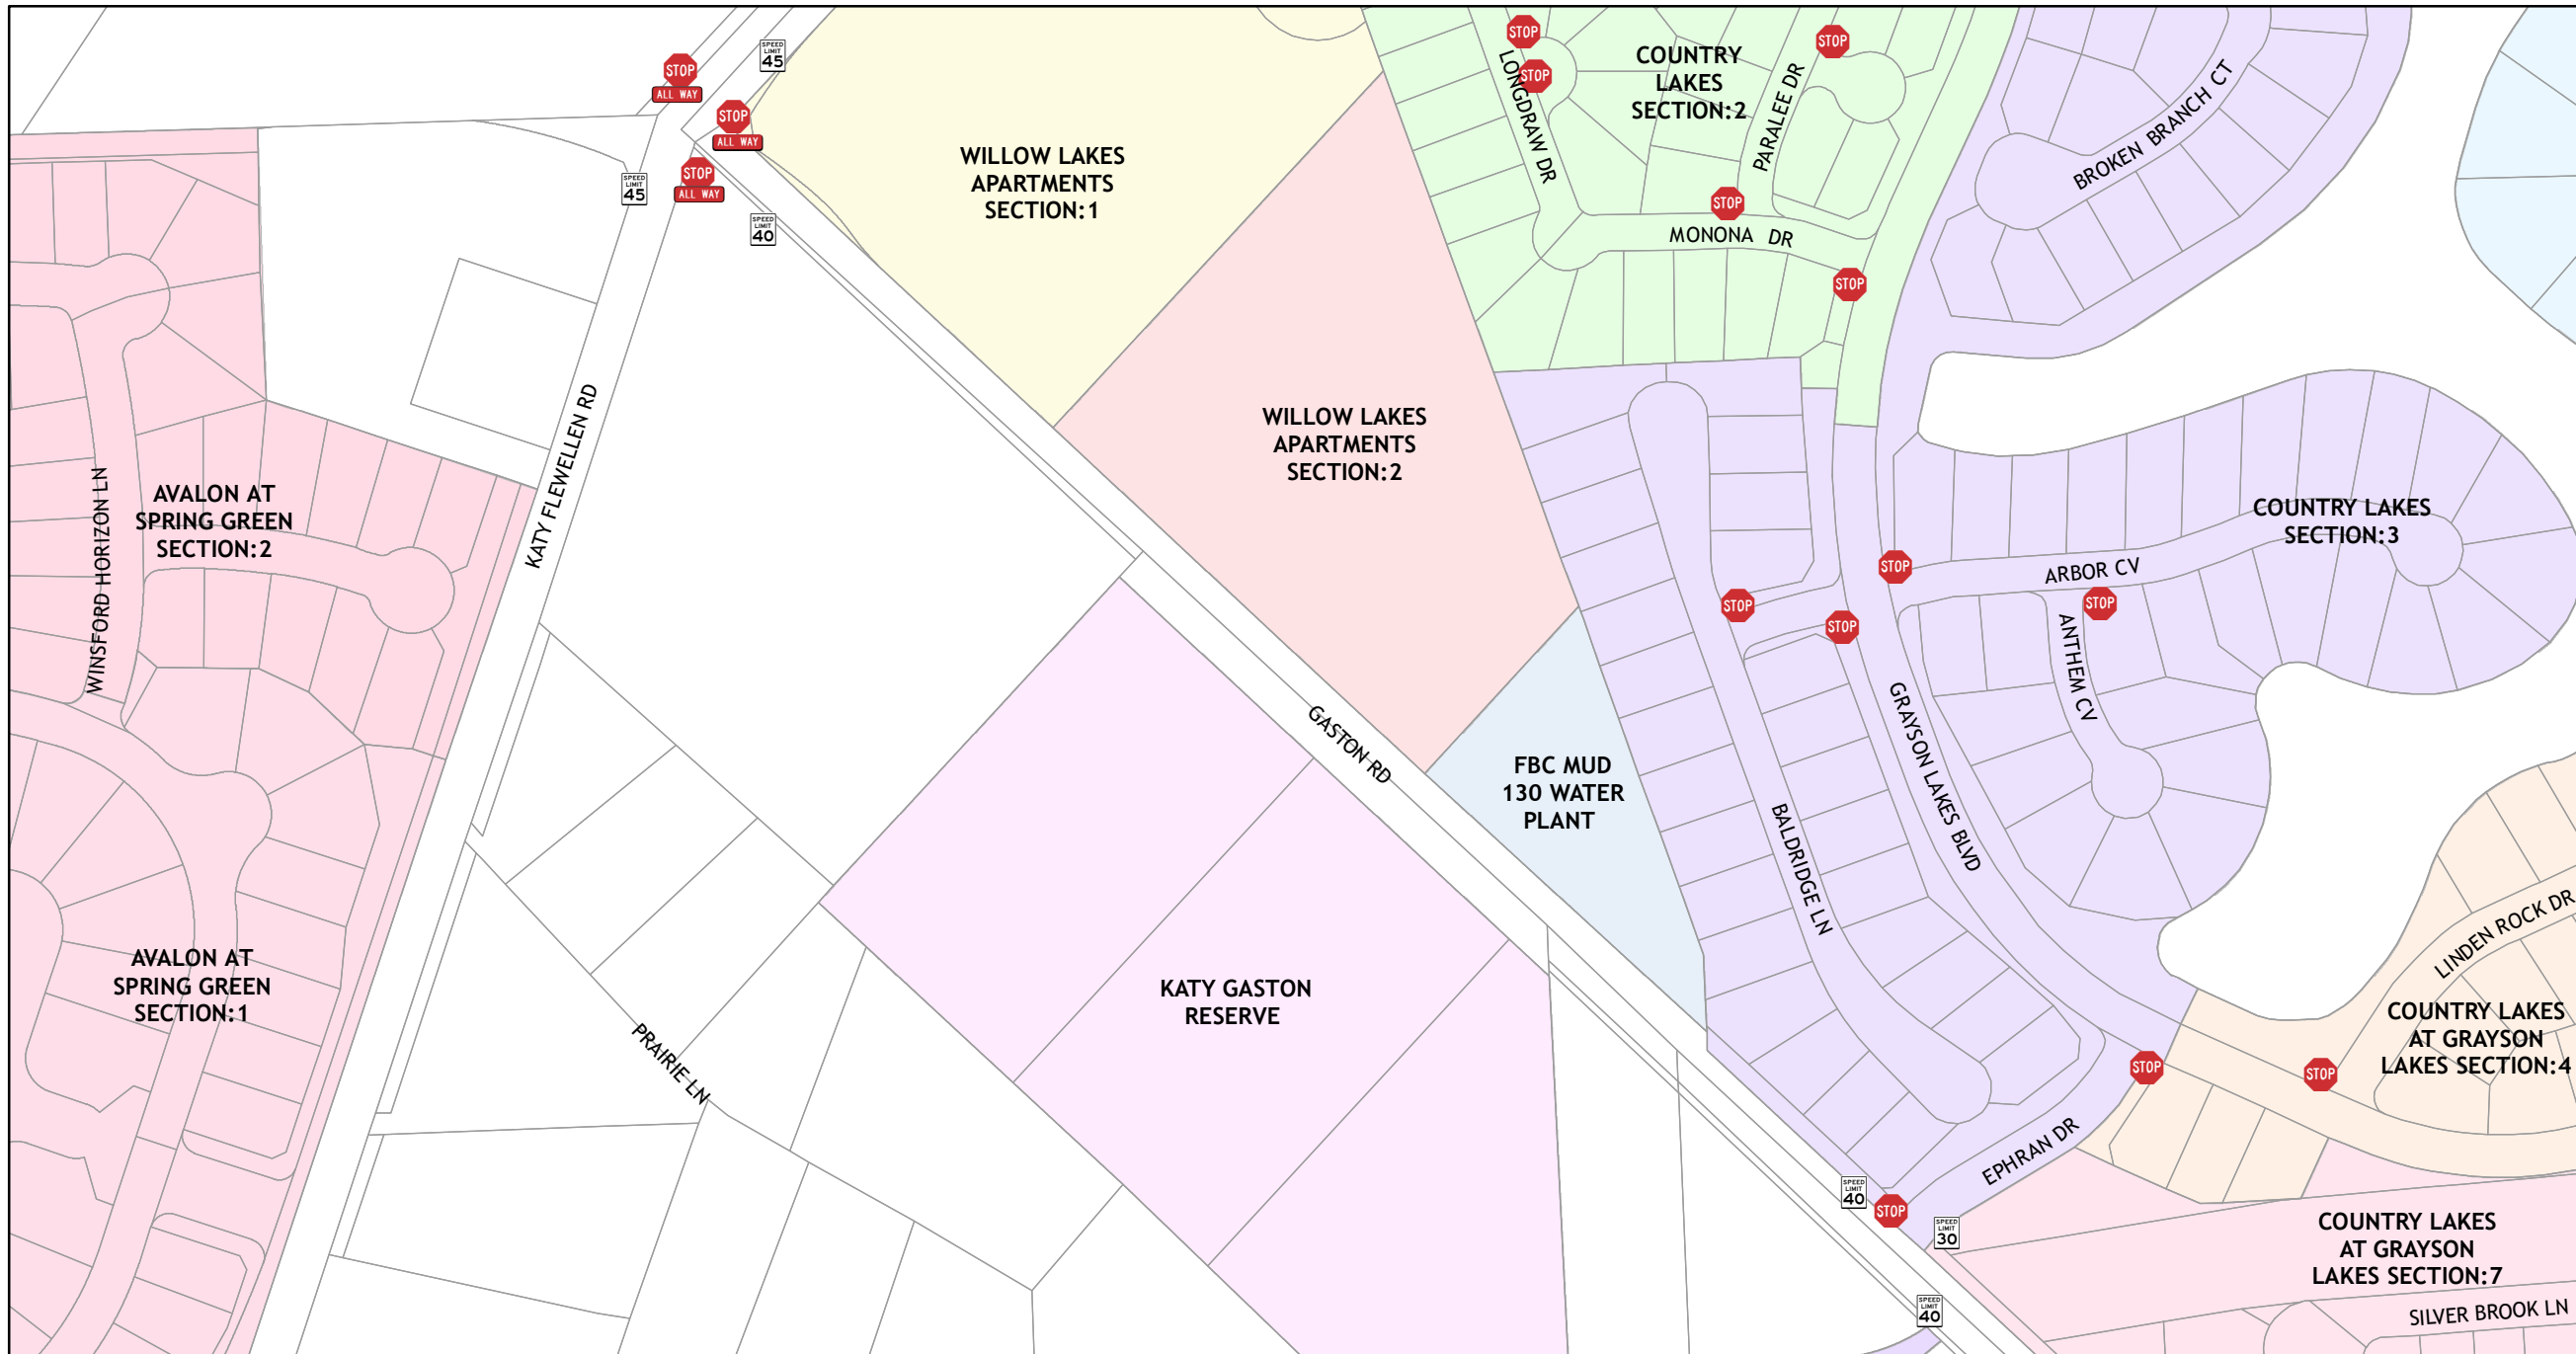 STOP
ALL WAY
SPEED
LIMIT
45
STOP
ALL WAY
STOP
ALL WAY
SPEED
LIMIT
45
SPEED
LIMIT
40
WILLOW LAKES
APARTMENTS
SECTION:1
STOP
STOP
LONGDRAW DR
COUNTRY
LAKES
SECTION:2
STOP
PARALEE DR
STOP
MONONA DR
STOP
BROKEN BRANCH CT
WILLOW LAKES
APARTMENTS
SECTION:2
KATY FLEWELLEN RD
WINSFORD HORIZON LN
AVALON AT
SPRING GREEN
SECTION:2
COUNTRY LAKES
SECTION:3
STOP
ARBOR CV
STOP
STOP
STOP
ANTHEM CV
GRAYSON LAKES BLVD
GASTON RD
FBC MUD
130 WATER
PLANT
BALDRIDGE LN
LINDEN ROCK DR
AVALON AT
SPRING GREEN
SECTION:1
KATY GASTON
RESERVE
PRAIRIE LN
COUNTRY LAKES
AT GRAYSON
LAKES SECTION:4
STOP
STOP
EPHRAN DR
SPEED
LIMIT
40
STOP
SPEED
LIMIT
30
COUNTRY LAKES
AT GRAYSON
LAKES SECTION:7
SPEED
LIMIT
40
SILVER BROOK LN